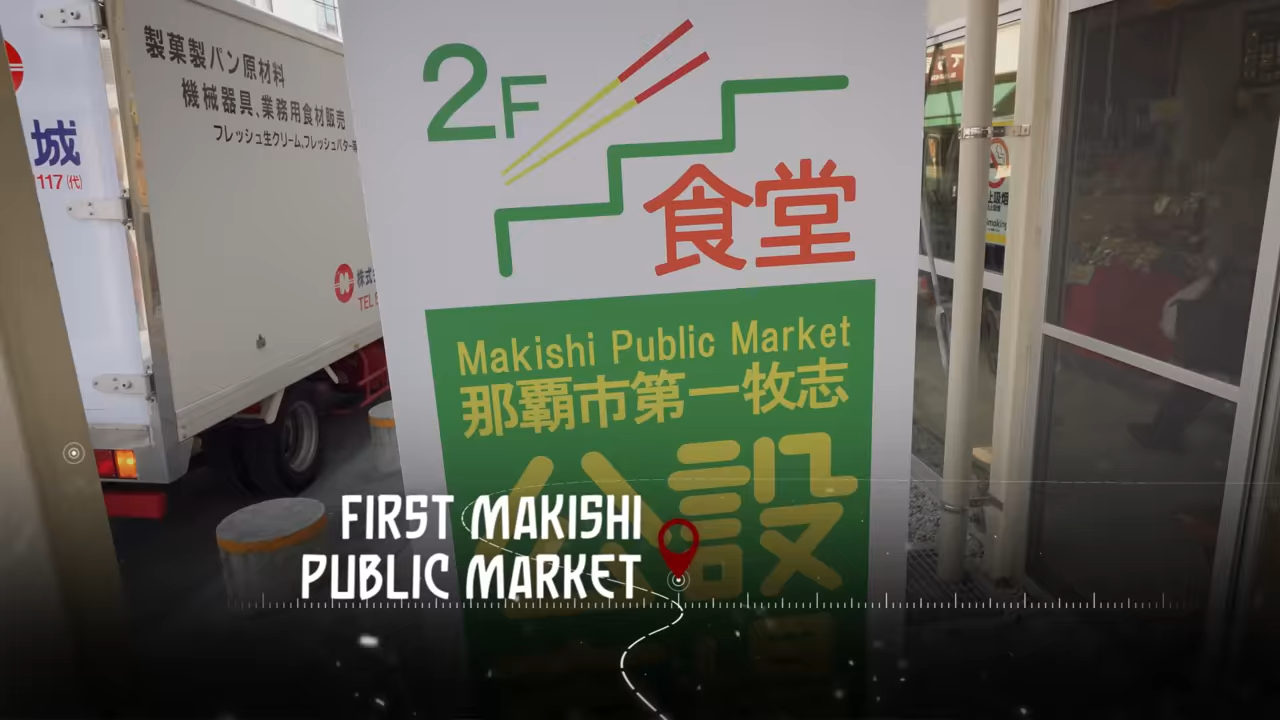 製菓製パン原材料
機械器具、業務用食材販売
フレッシュ生クリーム、フレッシュバター
城
117(代)
株式
TEL
2F
食堂
Makishi Public Market
那覇市第一牧志
公設
FIRST MAKISHI
PUBLIC MARKET